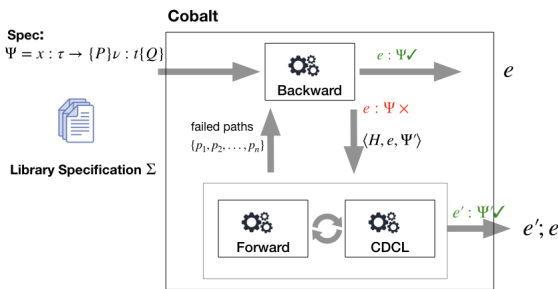 Cobalt
Spec:
Ψ = x : τ → {P}ν : t{Q}
e : Ψ✓
e
Backward
e : Ψ ×
failed paths
{p₁, p₂, . . . , pₙ}
⟨H, e, Ψ'⟩
Library Specification Σ
e' : Ψ'✓
e'; e
Forward
CDCL